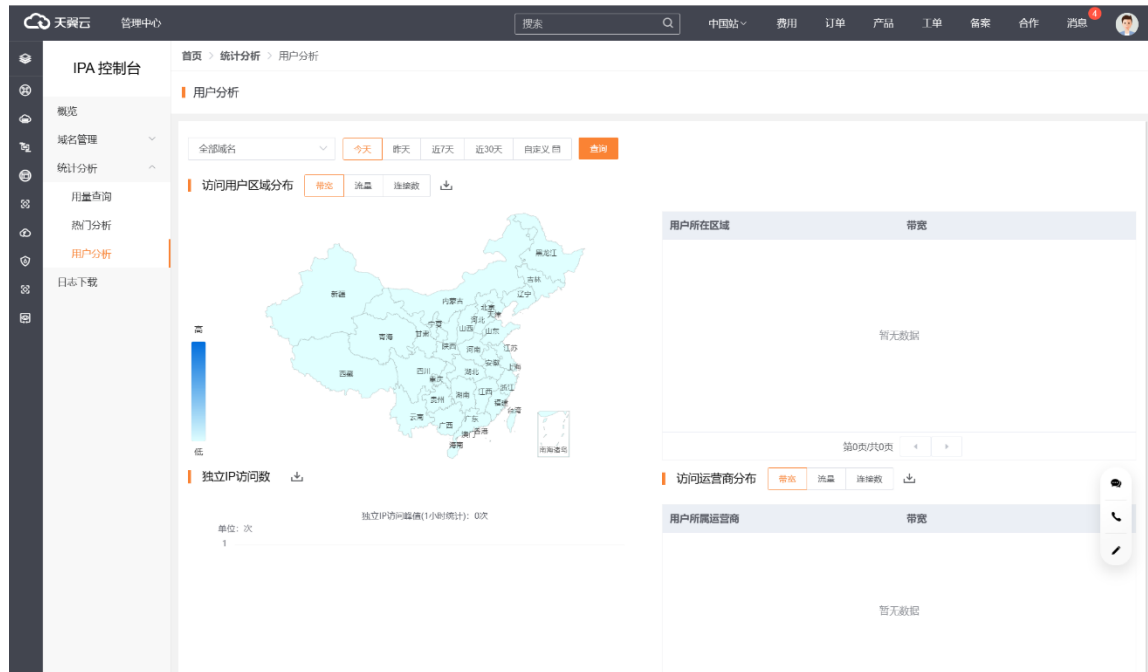 天翼云 管理中心 搜索 中国站 费用 订单 产品 工单 备案 合作 消息 4
IPA 控制台
概览
域名管理
统计分析
用量查询
热门分析
用户分析
日志下载
首页 > 统计分析 > 用户分析
用户分析
全部域名 今天 昨天 近7天 近30天 自定义 查询
访问用户区域分布 带宽 流量 连接数
高
低
黑龙江
吉林
辽宁
新疆
内蒙古
北京
天津
河北
宁夏
山西
山东
青海
甘肃
陕西
河南
江苏
安徽
上海
西藏
四川
重庆
湖北
浙江
湖南
江西
贵州
福建
台湾
云南
广西
广东
香港
澳门
海南
南海诸岛
用户所在区域 带宽
暂无数据
第0页/共0页
独立IP访问数
独立IP访问峰值(1小时统计)：0次
单位：次
1
访问运营商分布 带宽 流量 连接数
用户所属运营商 带宽
暂无数据